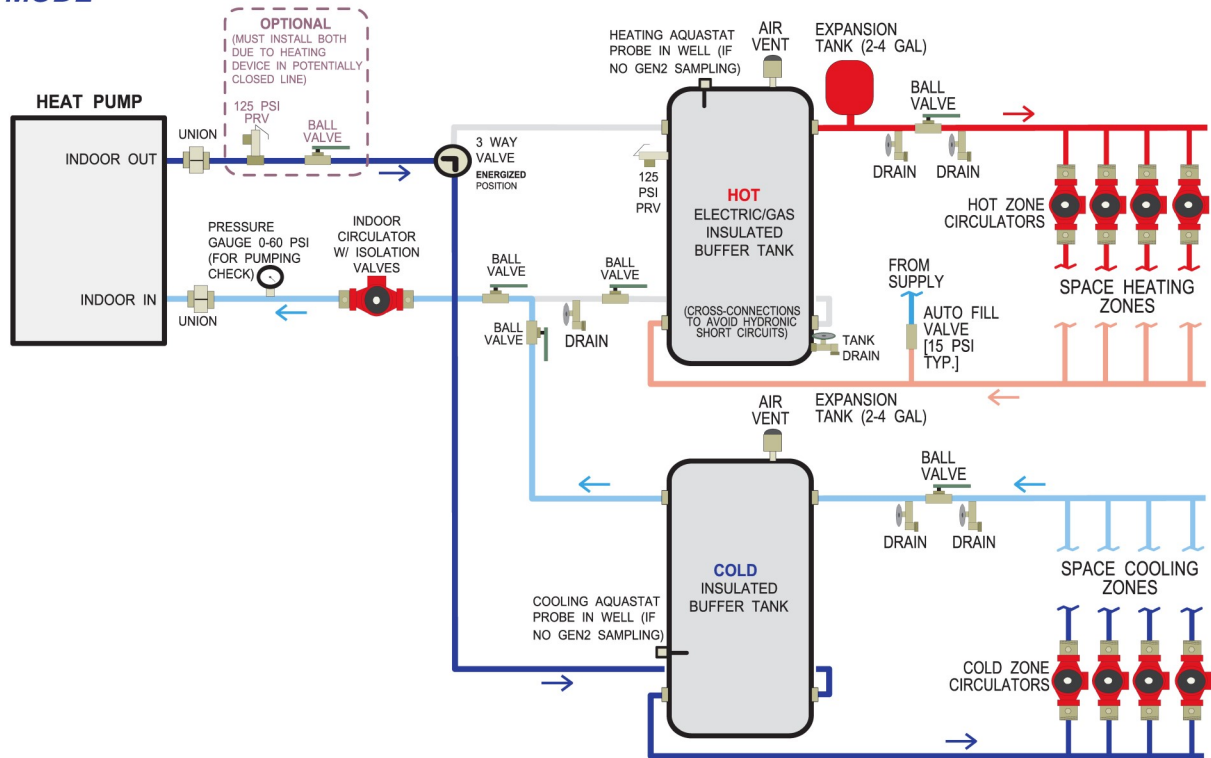 MODE
OPTIONAL
(MUST INSTALL BOTH
DUE TO HEATING
DEVICE IN POTENTIALLY
CLOSED LINE)
125 PSI
PRV
BALL
VALVE
HEAT PUMP
UNION
INDOOR OUT
3 WAY
VALVE
ENERGIZED
POSITION
PRESSURE
GAUGE 0-60 PSI
(FOR PUMPING
CHECK)
INDOOR
CIRCULATOR
W/ ISOLATION
VALVES
INDOOR IN
UNION
BALL
VALVE
BALL
VALVE
BALL
VALVE
DRAIN
HEATING AQUASTAT
PROBE IN WELL (IF
NO GEN2 SAMPLING)
AIR
VENT
EXPANSION
TANK (2-4 GAL)
BALL
VALVE
DRAIN
DRAIN
125
PSI
PRV
HOT
ELECTRIC/GAS
INSULATED
BUFFER TANK
(CROSS-CONNECTIONS
TO AVOID HYDRONIC
SHORT CIRCUITS)
TANK
DRAIN
HOT ZONE
CIRCULATORS
FROM
SUPPLY
SPACE HEATING
ZONES
AUTO FILL
VALVE
[15 PSI
TYP.]
AIR
VENT
EXPANSION
TANK (2-4 GAL)
BALL
VALVE
DRAIN
DRAIN
COLD
INSULATED
BUFFER TANK
COOLING AQUASTAT
PROBE IN WELL (IF
NO GEN2 SAMPLING)
SPACE COOLING
ZONES
COLD ZONE
CIRCULATORS